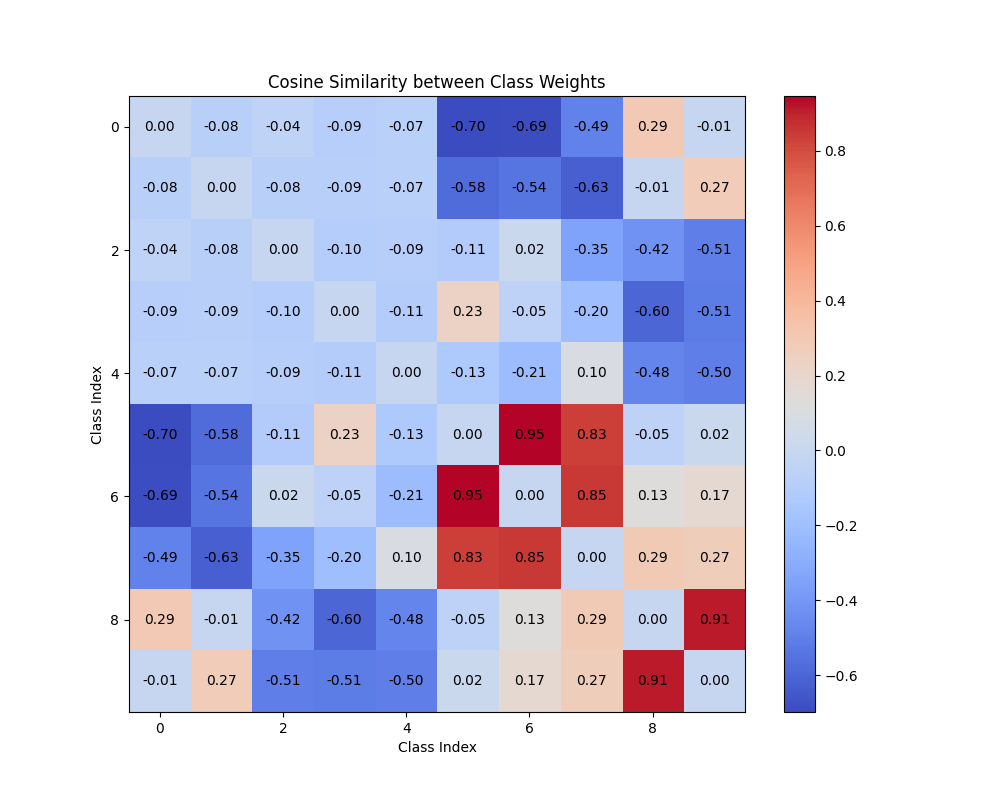 Cosine Similarity between Class Weights
0 0.00 -0.08 -0.04 -0.09 -0.07 -0.70 -0.69 -0.49 0.29 -0.01
-0.08 0.00 -0.08 -0.09 -0.07 -0.58 -0.54 -0.63 -0.01 0.27
2 -0.04 -0.08 0.00 -0.10 -0.09 -0.11 0.02 -0.35 -0.42 -0.51
-0.09 -0.09 -0.10 0.00 -0.11 0.23 -0.05 -0.20 -0.60 -0.51
4 -0.07 -0.07 -0.09 -0.11 0.00 -0.13 -0.21 0.10 -0.48 -0.50
-0.70 -0.58 -0.11 0.23 -0.13 0.00 0.95 0.83 -0.05 0.02
6 -0.69 -0.54 0.02 -0.05 -0.21 0.95 0.00 0.85 0.13 0.17
-0.49 -0.63 -0.35 -0.20 0.10 0.83 0.85 0.00 0.29 0.27
8 0.29 -0.01 -0.42 -0.60 -0.48 -0.05 0.13 0.29 0.00 0.91
-0.01 0.27 -0.51 -0.51 -0.50 0.02 0.17 0.27 0.91 0.00
0 2 4 6 8
Class Index
Class Index
0.8
0.6
0.4
0.2
0.0
−0.2
−0.4
−0.6